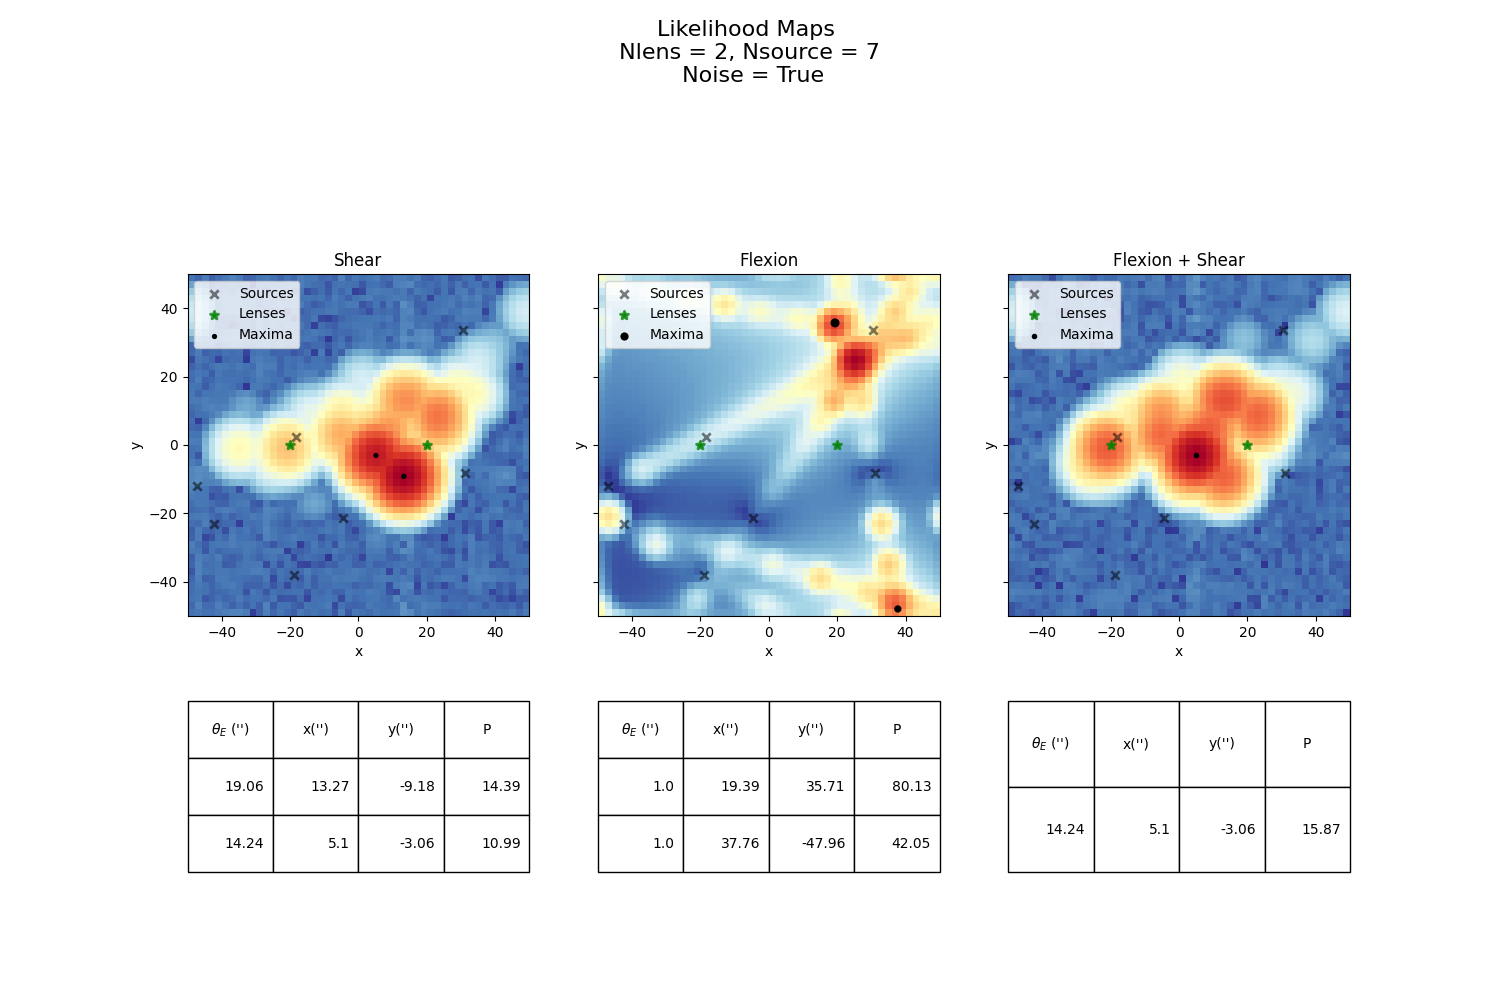 Likelihood Maps
Nlens = 2, Nsource = 7
Noise = True
Shear
Sources
Lenses
Maxima
40
20
0
−20
−40
y
−40 −20 0 20 40
x
Flexion
Sources
Lenses
Maxima
y
−40 −20 0 20 40
x
Flexion + Shear
Sources
Lenses
Maxima
y
−40 −20 0 20 40
x
θE ('') x('') y('') P
19.06 13.27 -9.18 14.39
14.24 5.1 -3.06 10.99
θE ('') x('') y('') P
1.0 19.39 35.71 80.13
1.0 37.76 -47.96 42.05
θE ('') x('') y('') P
14.24 5.1 -3.06 15.87